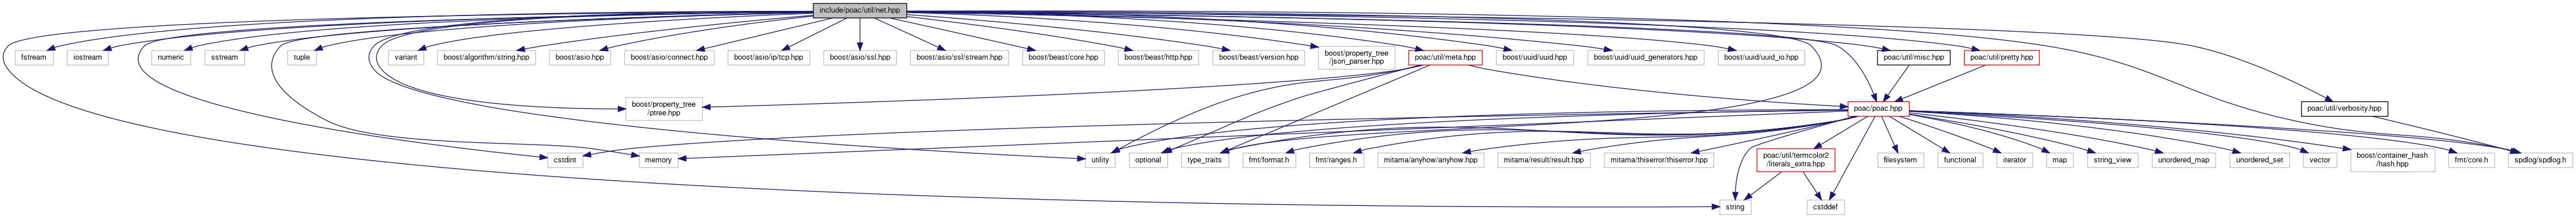 include/poac/util/net.hpp
fstream
iostream
numeric
sstream
tuple
variant
boost/algorithm/string.hpp
boost/asio.hpp
boost/asio/connect.hpp
boost/asio/ip/tcp.hpp
boost/asio/ssl.hpp
boost/asio/ssl/stream.hpp
boost/beast/core.hpp
boost/beast/http.hpp
boost/beast/version.hpp
boost/property_tree
/json_parser.hpp
poac/util/meta.hpp
boost/uuid/uuid.hpp
boost/uuid/uuid_generators.hpp
boost/uuid/uuid_io.hpp
poac/util/misc.hpp
poac/util/pretty.hpp
boost/property_tree
/ptree.hpp
poac/poac.hpp
poac/util/verbosity.hpp
cstdint
memory
utility
optional
type_traits
fmt/format.h
fmt/ranges.h
mitama/anyhow/anyhow.hpp
mitama/result/result.hpp
mitama/thiserror/thiserror.hpp
poac/util/termcolor2
/literals_extra.hpp
filesystem
functional
iterator
map
string_view
unordered_map
unordered_set
vector
boost/container_hash
/hash.hpp
fmt/core.h
spdlog/spdlog.h
string
cstddef